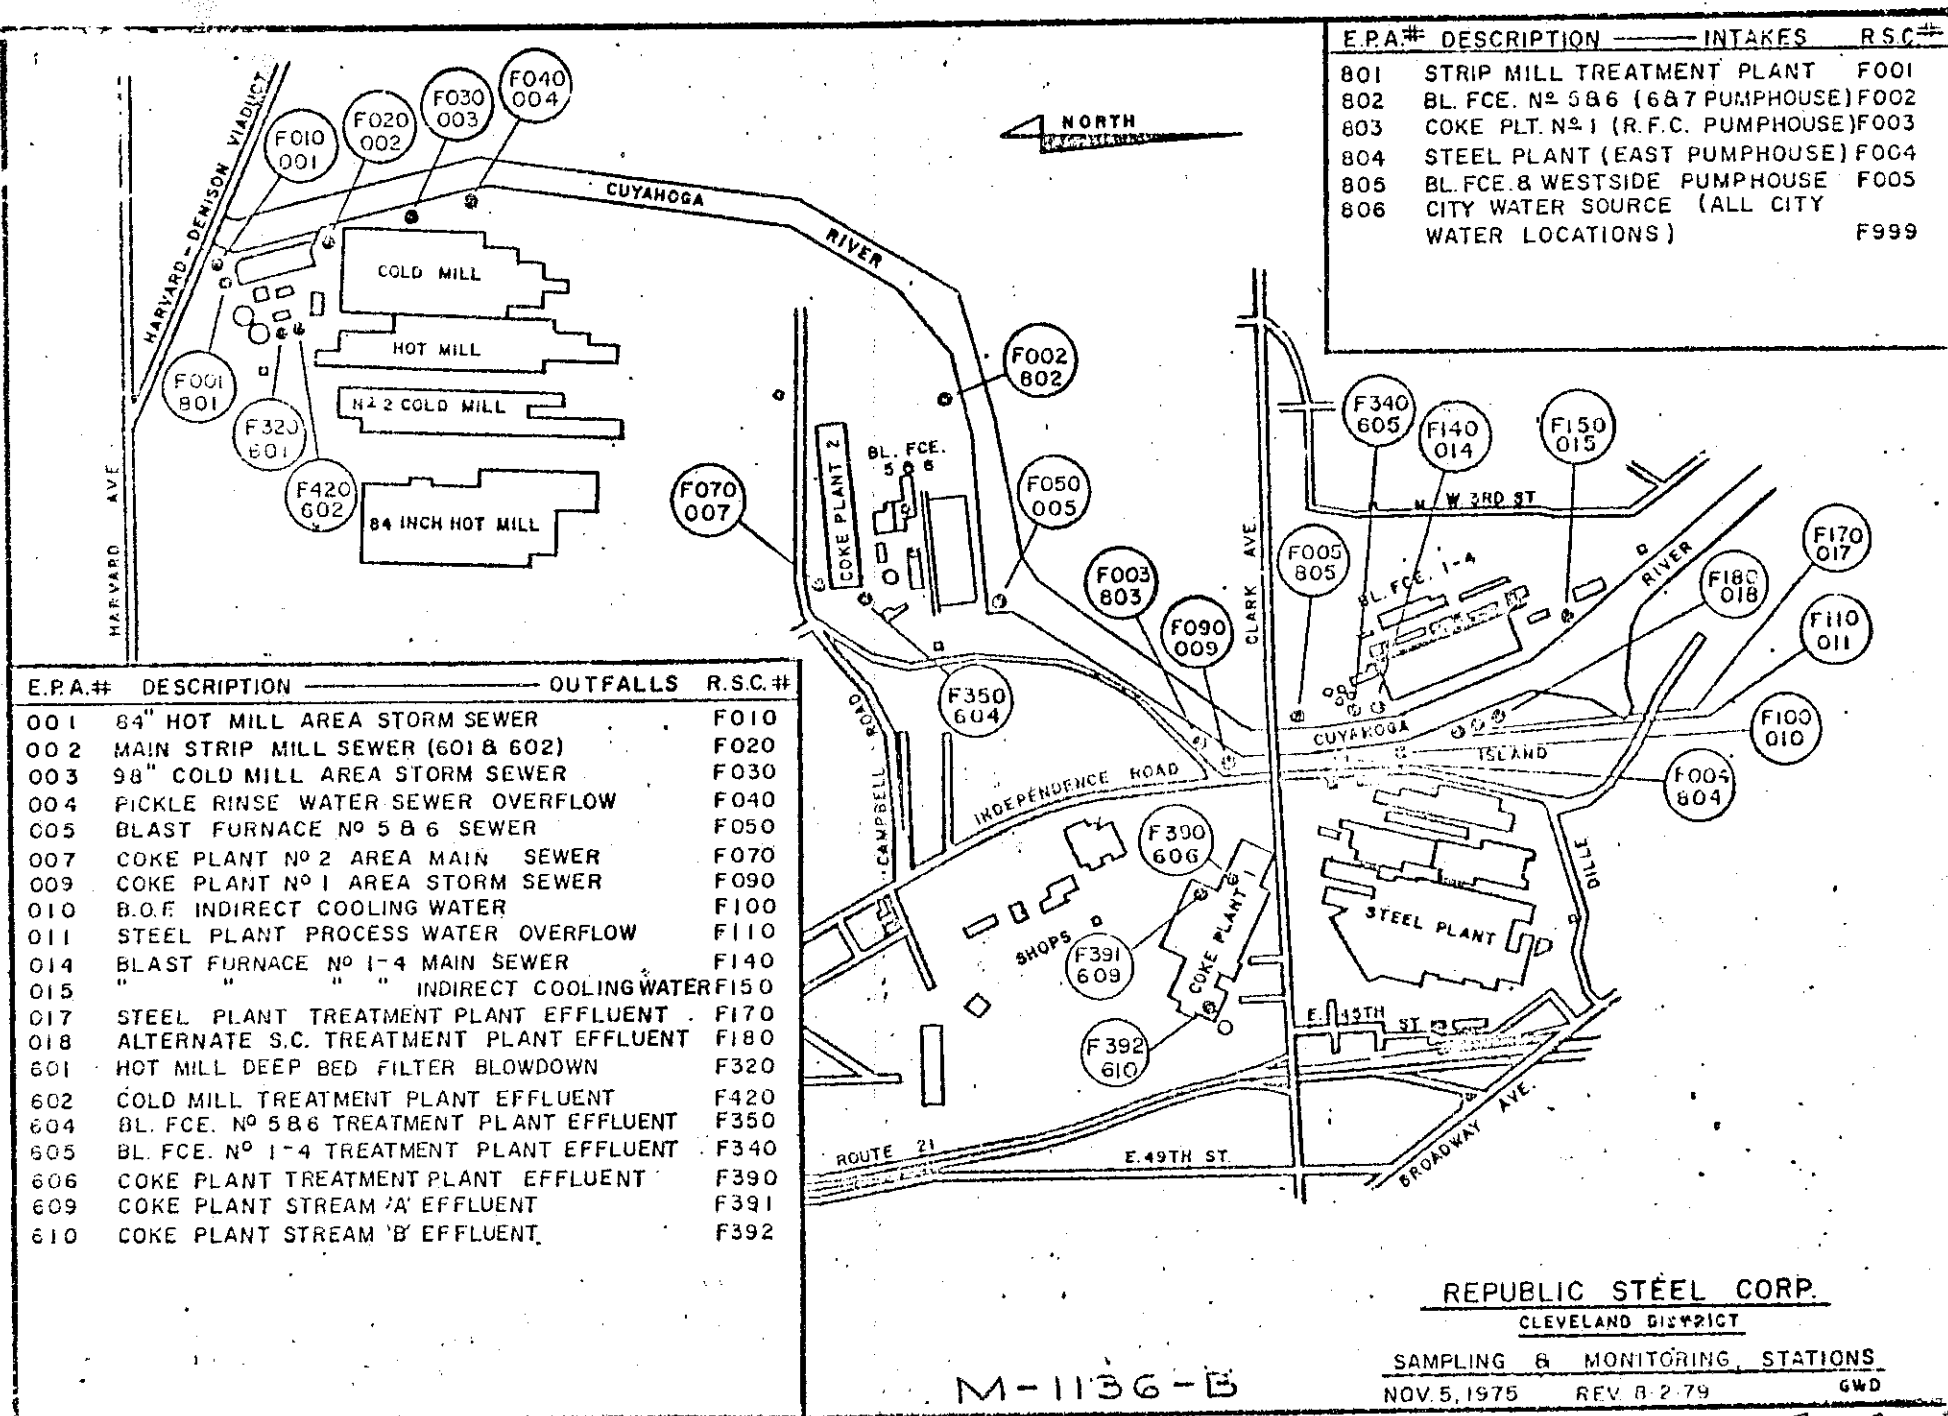 E.P.A.# DESCRIPTION INTAKES R.S.C#
801 STRIP MILL TREATMENT PLANT F001
802 BL. FCE. Nº 5&6 (6&7 PUMPHOUSE) F002
803 COKE PLT. Nº 1 (R.F.C. PUMPHOUSE) F003
804 STEEL PLANT (EAST PUMPHOUSE) F004
805 BL. FCE. & WESTSIDE PUMPHOUSE F005
806 CITY WATER SOURCE (ALL CITY
WATER LOCATIONS) F999
NORTH
F040
004
F030
003
F020
002
F010
001
HARVARD-DENISON VIADUCT
CUYAHOGA
RIVER
COLD MILL
HOT MILL
Nº 2 COLD MILL
84 INCH HOT MILL
F001
801
F320
601
F420
602
HARVARD AVE
F002
802
BL. FCE.
5 & 6
COKE PLANT 2
F070
007
F050
005
F350
604
F003
803
F090
009
CLARK AVE.
F005
805
F340
605
F140
014
F150
015
W. 3RD ST
BL. FCE. 1-4
RIVER
F170
017
F180
018
F110
011
F100
010
F004
804
CUYAHOGA
ISLAND
INDEPENDENCE ROAD
CAMPBELL ROAD
DILLE
F390
606
F391
609
F392
610
COKE PLANT 1
SHOPS
STEEL PLANT
E. 45TH ST
BROADWAY AVE.
ROUTE 21
E. 49TH ST.
E.P.A.# DESCRIPTION OUTFALLS R.S.C.#
001 84" HOT MILL AREA STORM SEWER F010
002 MAIN STRIP MILL SEWER (601 & 602) F020
003 98" COLD MILL AREA STORM SEWER F030
004 PICKLE RINSE WATER SEWER OVERFLOW F040
005 BLAST FURNACE Nº 5 & 6 SEWER F050
007 COKE PLANT Nº 2 AREA MAIN SEWER F070
009 COKE PLANT Nº 1 AREA STORM SEWER F090
010 B.O.F. INDIRECT COOLING WATER F100
011 STEEL PLANT PROCESS WATER OVERFLOW F110
014 BLAST FURNACE Nº 1-4 MAIN SEWER F140
015 " " " " INDIRECT COOLING WATER F150
017 STEEL PLANT TREATMENT PLANT EFFLUENT F170
018 ALTERNATE S.C. TREATMENT PLANT EFFLUENT F180
601 HOT MILL DEEP BED FILTER BLOWDOWN F320
602 COLD MILL TREATMENT PLANT EFFLUENT F420
604 BL. FCE. Nº 5&6 TREATMENT PLANT EFFLUENT F350
605 BL. FCE. Nº 1-4 TREATMENT PLANT EFFLUENT F340
606 COKE PLANT TREATMENT PLANT EFFLUENT F390
609 COKE PLANT STREAM 'A' EFFLUENT F391
610 COKE PLANT STREAM 'B' EFFLUENT F392
REPUBLIC STEEL CORP.
CLEVELAND DISTRICT
SAMPLING & MONITORING STATIONS
NOV. 5, 1975 REV. 8-2-79 GWD
M-1136-B